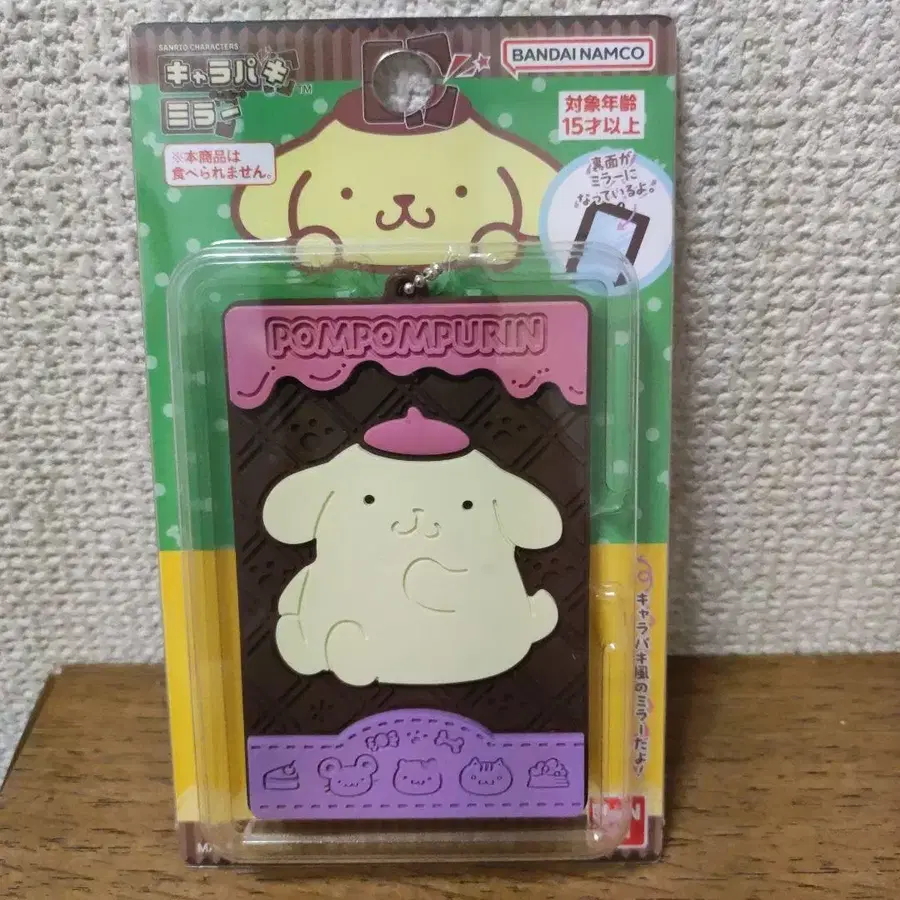 SANRIO CHARACTERS
キャラパキ™
ミラー
BANDAI NAMCO
対象年齢
15才以上
※本商品は
食べられません。
裏面が
ミラーに
なっているよ。
POMPOMPURIN
キャラパキ風のミラーだよ!